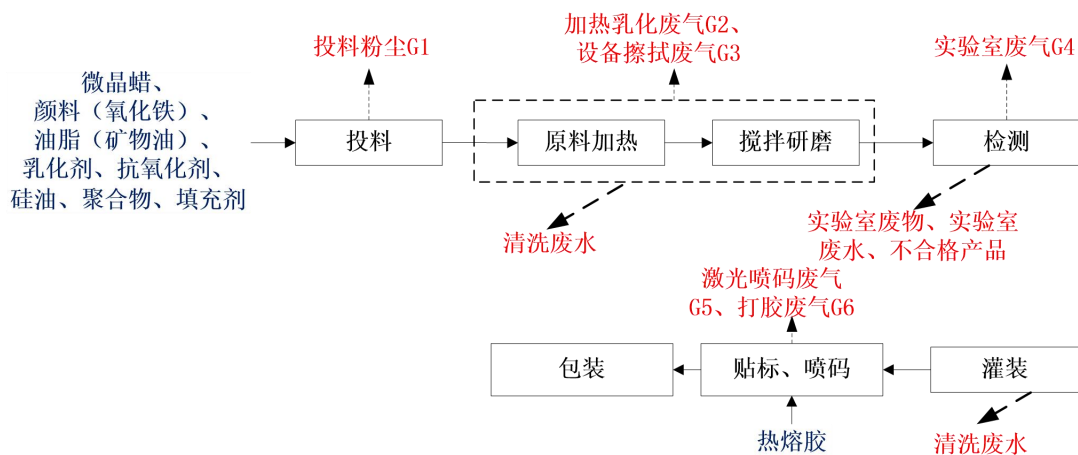 加热乳化废气G2、
设备擦拭废气G3
投料粉尘G1
实验室废气G4
微晶蜡、
颜料（氧化铁）、
油脂（矿物油）、
乳化剂、抗氧化剂、
硅油、聚合物、填充剂
投料
原料加热
搅拌研磨
检测
清洗废水
实验室废物、实验室
废水、不合格产品
激光喷码废气
G5、打胶废气G6
包装
贴标、喷码
灌装
热熔胶
清洗废水